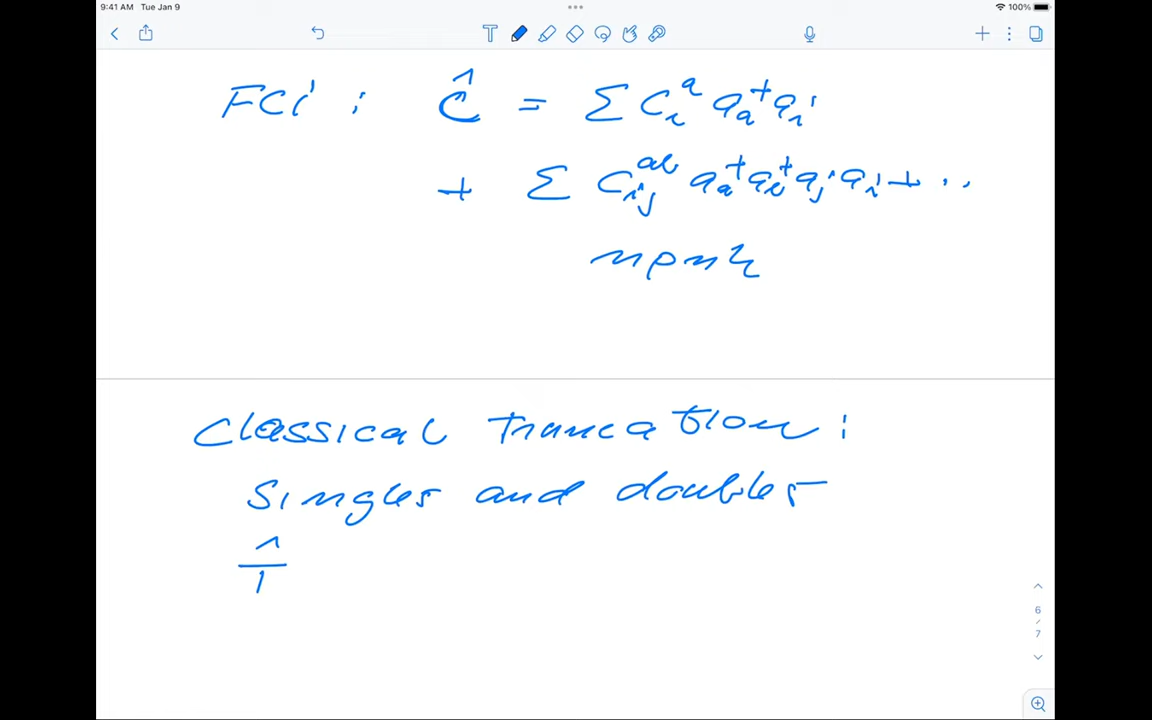 9:41 AM Tue Jan 9
100%
T
FCi : Ĉ = Σ C_i^a a_a^+ a_i
+ Σ C_ij^ab a_a^+ a_b^+ a_j a_i + ...
npnh
Classical truncation :
Singles and doubles
T̂
6
/
7